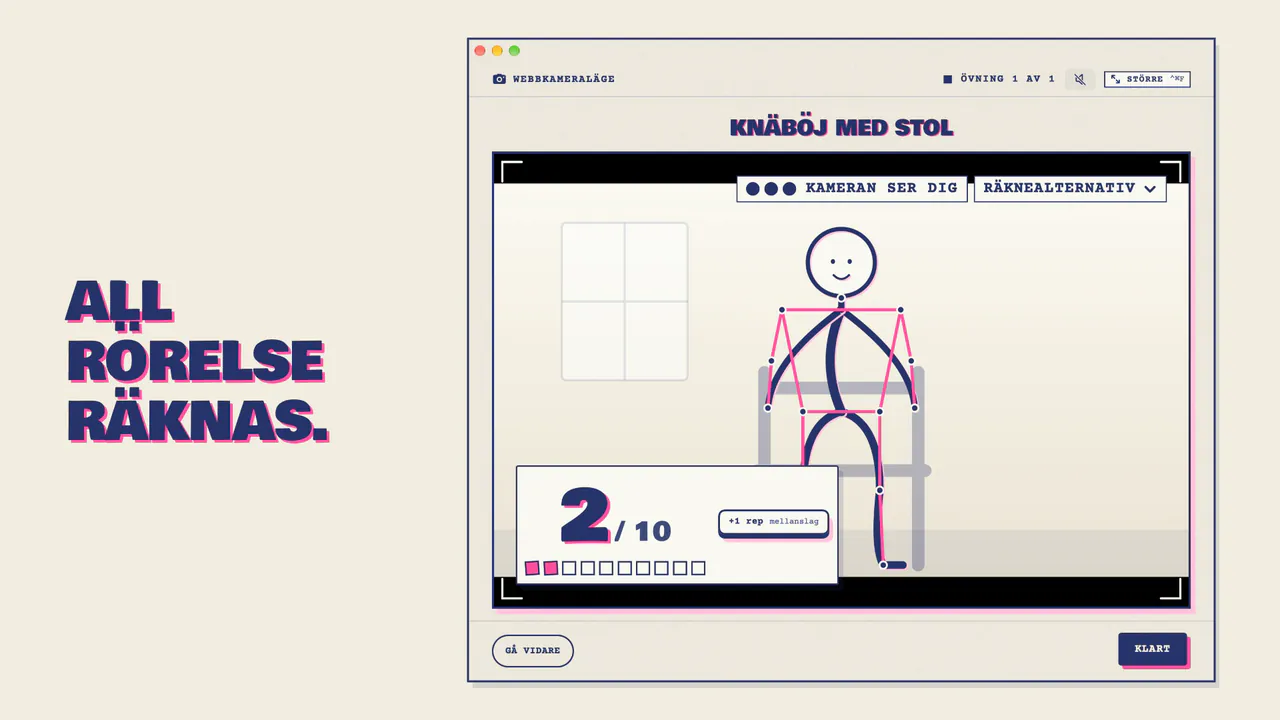 ALL
RÖRELSE
RÄKNAS.
WEBBKAMERALÄGE
ÖVNING 1 AV 1
STÖRRE ^⌘F
KNÄBÖJ MED STOL
KAMERAN SER DIG
RÄKNEALTERNATIV
2 / 10
+1 rep mellanslag
GÅ VIDARE
KLART